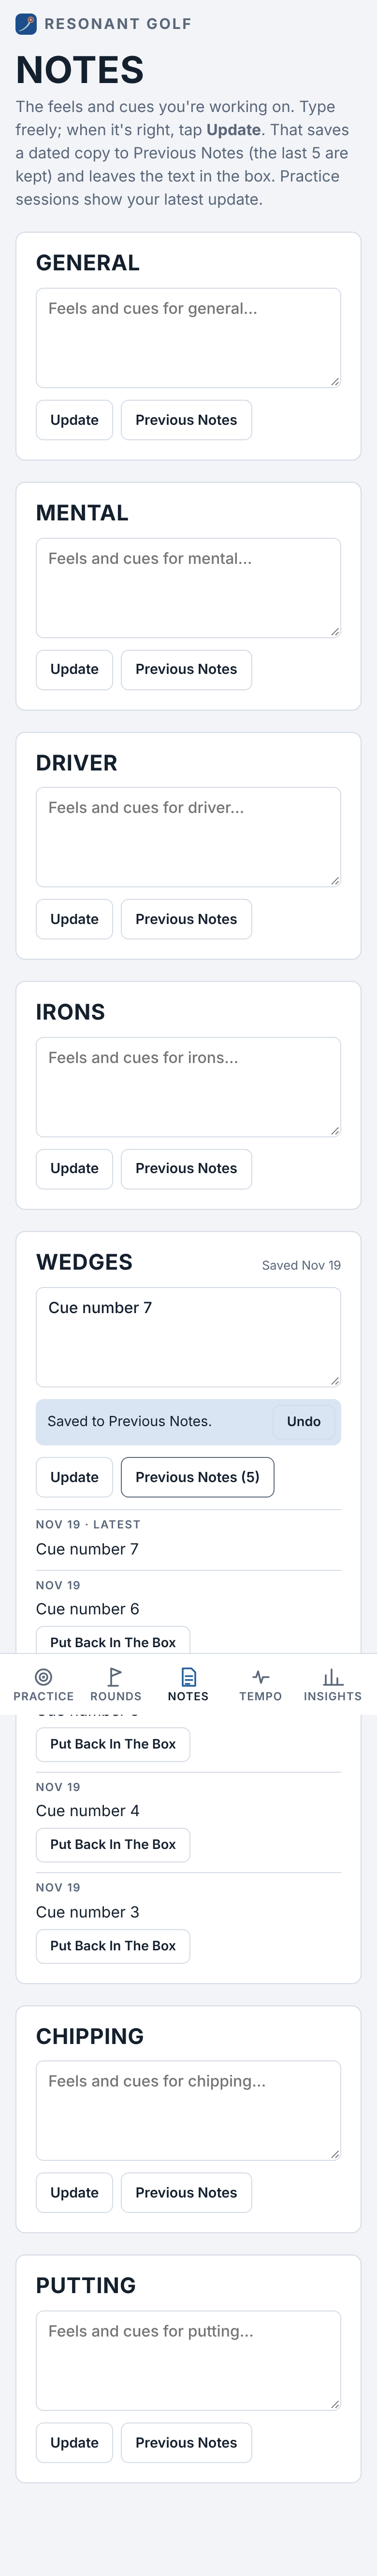 RESONANT GOLF
NOTES
The feels and cues you're working on. Type
freely; when it's right, tap Update. That saves
a dated copy to Previous Notes (the last 5 are
kept) and leaves the text in the box. Practice
sessions show your latest update.
GENERAL
Feels and cues for general...
Update Previous Notes
MENTAL
Feels and cues for mental...
Update Previous Notes
DRIVER
Feels and cues for driver...
Update Previous Notes
IRONS
Feels and cues for irons...
Update Previous Notes
WEDGES Saved Nov 19
Cue number 7
Saved to Previous Notes. Undo
Update Previous Notes (5)
NOV 19 · LATEST
Cue number 7
NOV 19
Cue number 6
Put Back In The Box
PRACTICE ROUNDS NOTES TEMPO INSIGHTS
Put Back In The Box
NOV 19
Cue number 4
Put Back In The Box
NOV 19
Cue number 3
Put Back In The Box
CHIPPING
Feels and cues for chipping...
Update Previous Notes
PUTTING
Feels and cues for putting...
Update Previous Notes